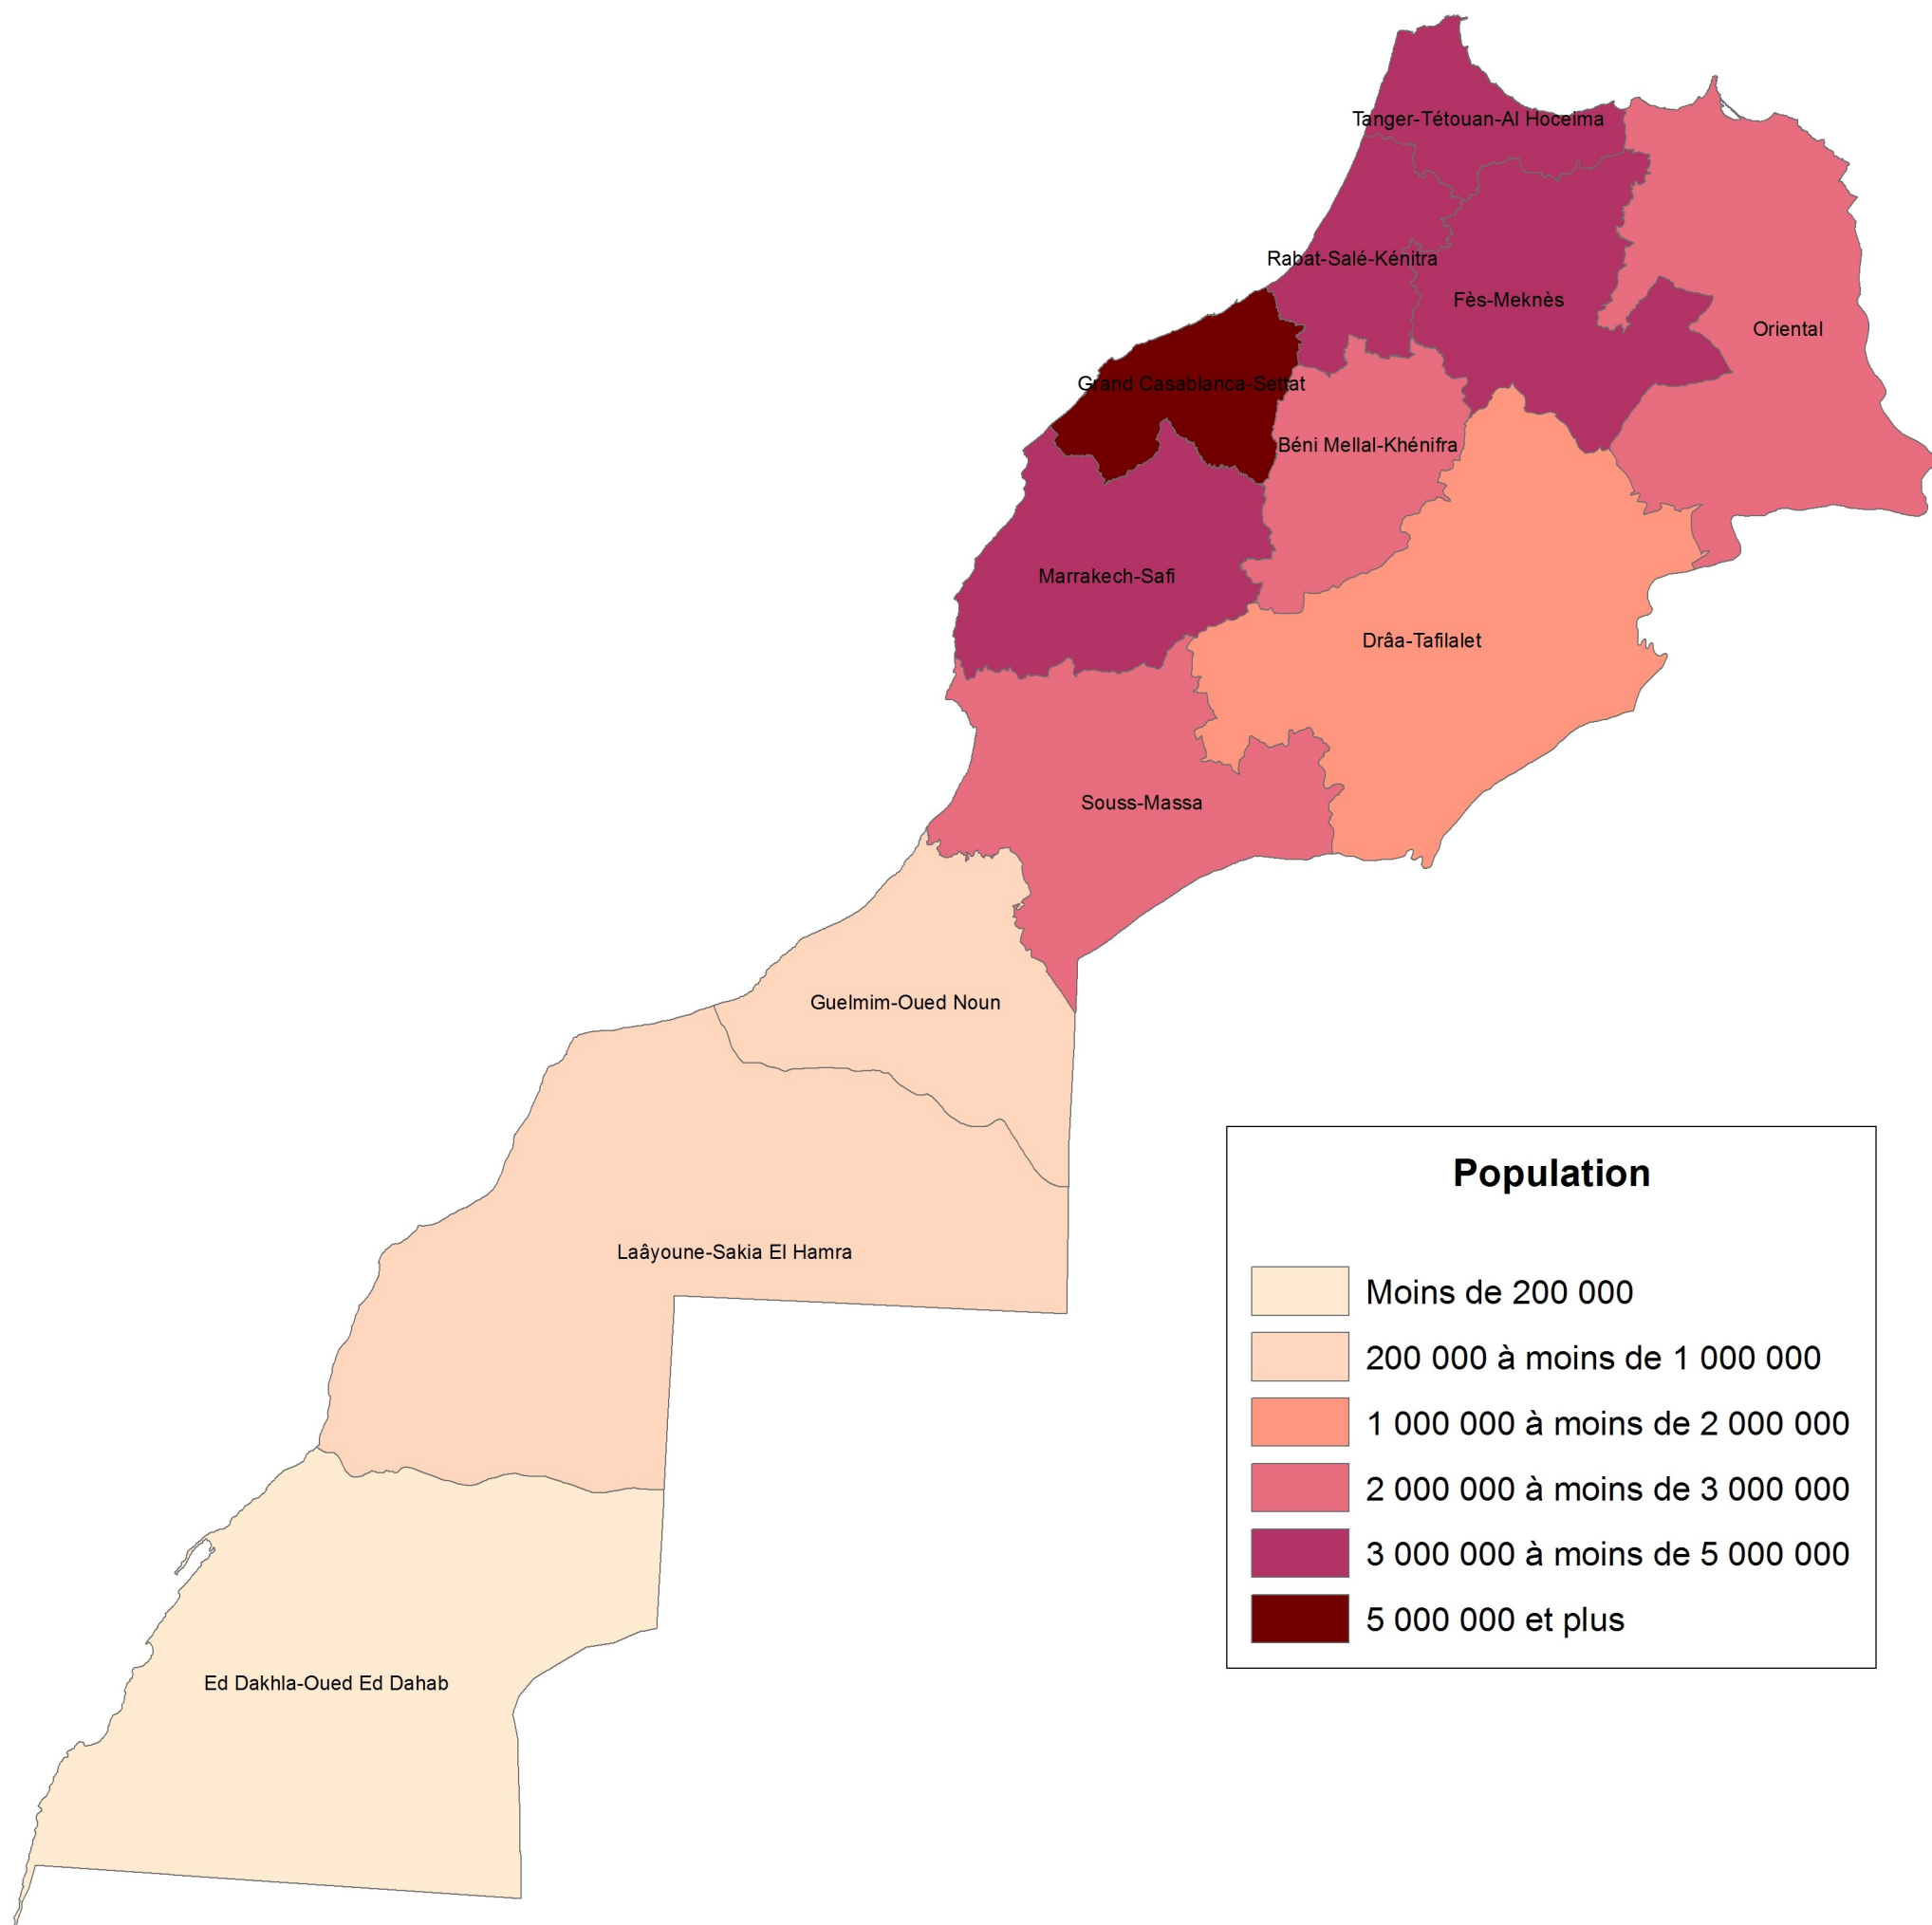 Tanger-Tétouan-Al Hoceima
Rabat-Salé-Kénitra
Fès-Meknès
Oriental
Grand Casablanca-Settat
Béni Mellal-Khénifra
Marrakech-Safi
Drâa-Tafilalet
Souss-Massa
Guelmim-Oued Noun
Laâyoune-Sakia El Hamra
Ed Dakhla-Oued Ed Dahab
Population
Moins de 200 000
200 000 à moins de 1 000 000
1 000 000 à moins de 2 000 000
2 000 000 à moins de 3 000 000
3 000 000 à moins de 5 000 000
5 000 000 et plus